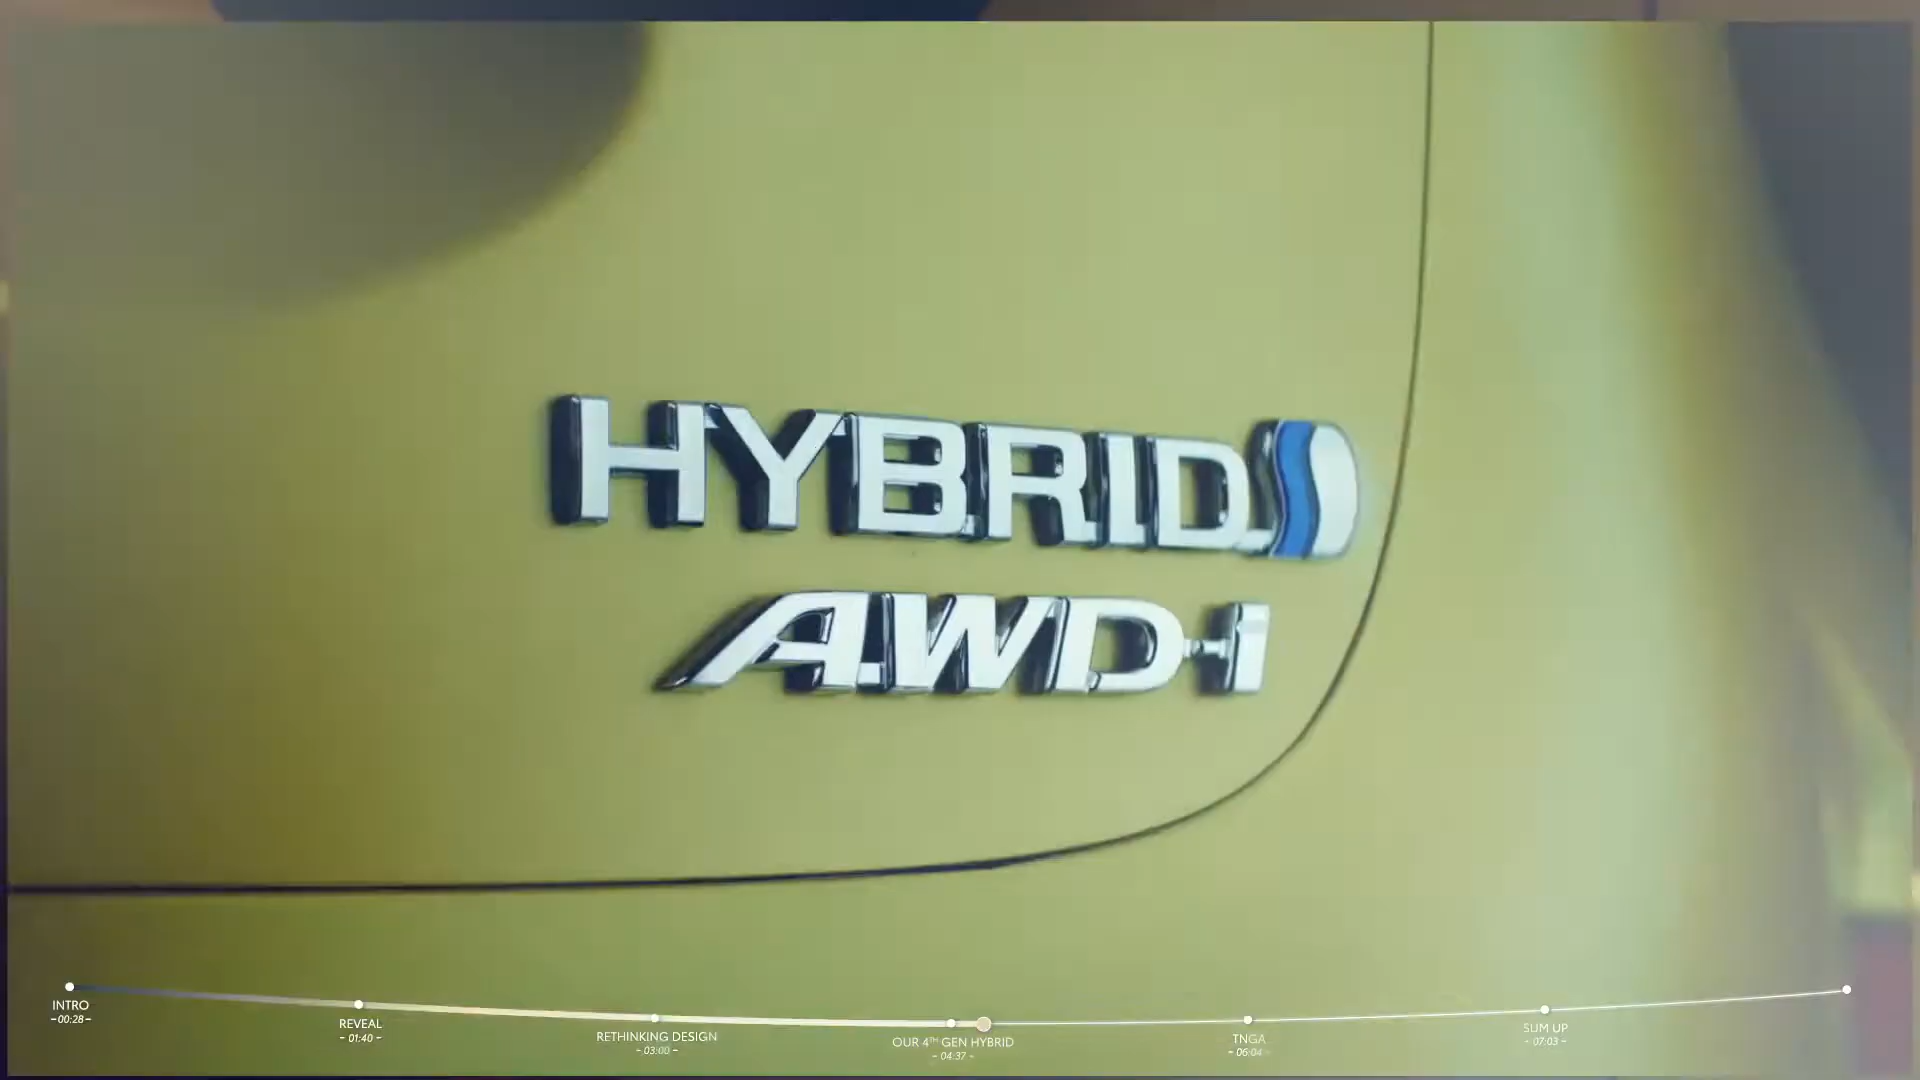 HYBRID
AWD-i
INTRO
-00:28-
REVEAL
- 01:40 -
RETHINKING DESIGN
- 03:00 -
OUR 4TH GEN HYBRID
- 04:37 -
TNGA
- 06:04 -
SUM UP
- 07:03 -